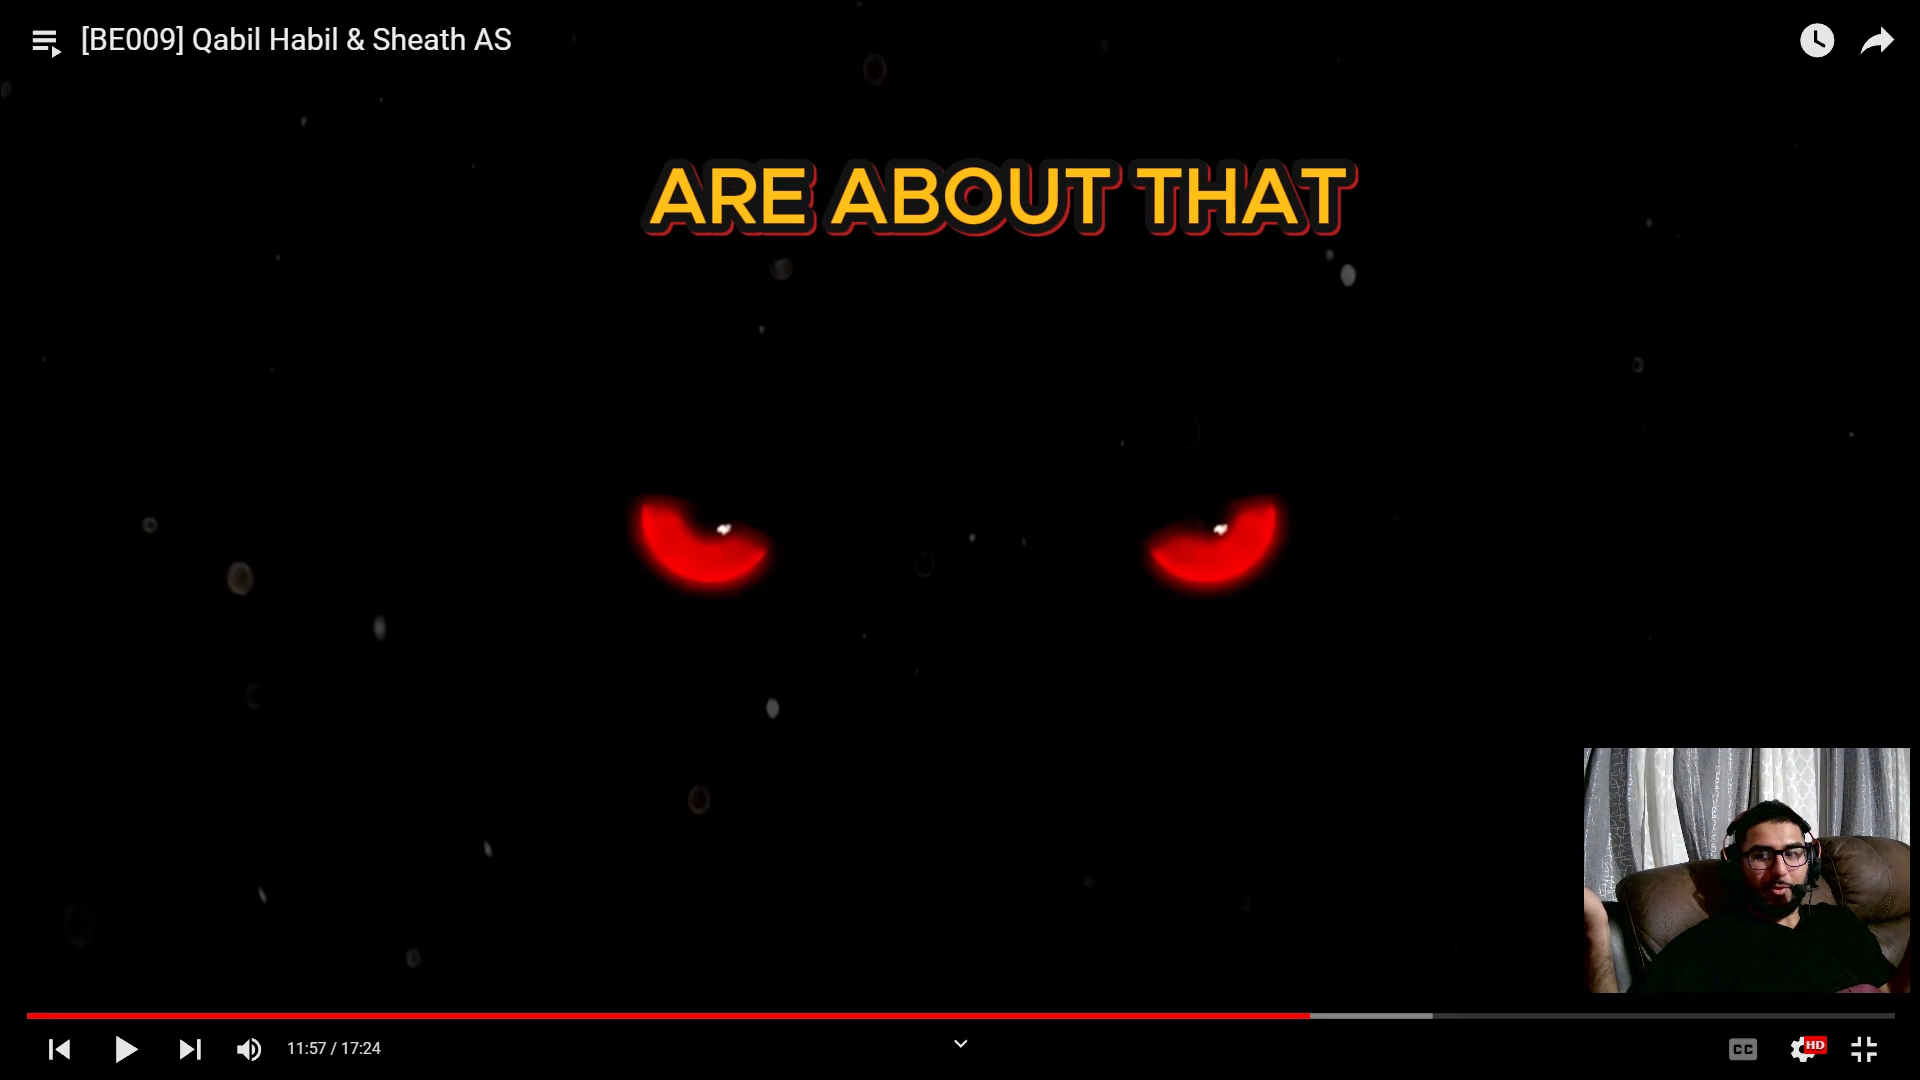 [BE009] Qabil Habil & Sheath AS
ARE ABOUT THAT
11:57 / 17:24
CC
HD